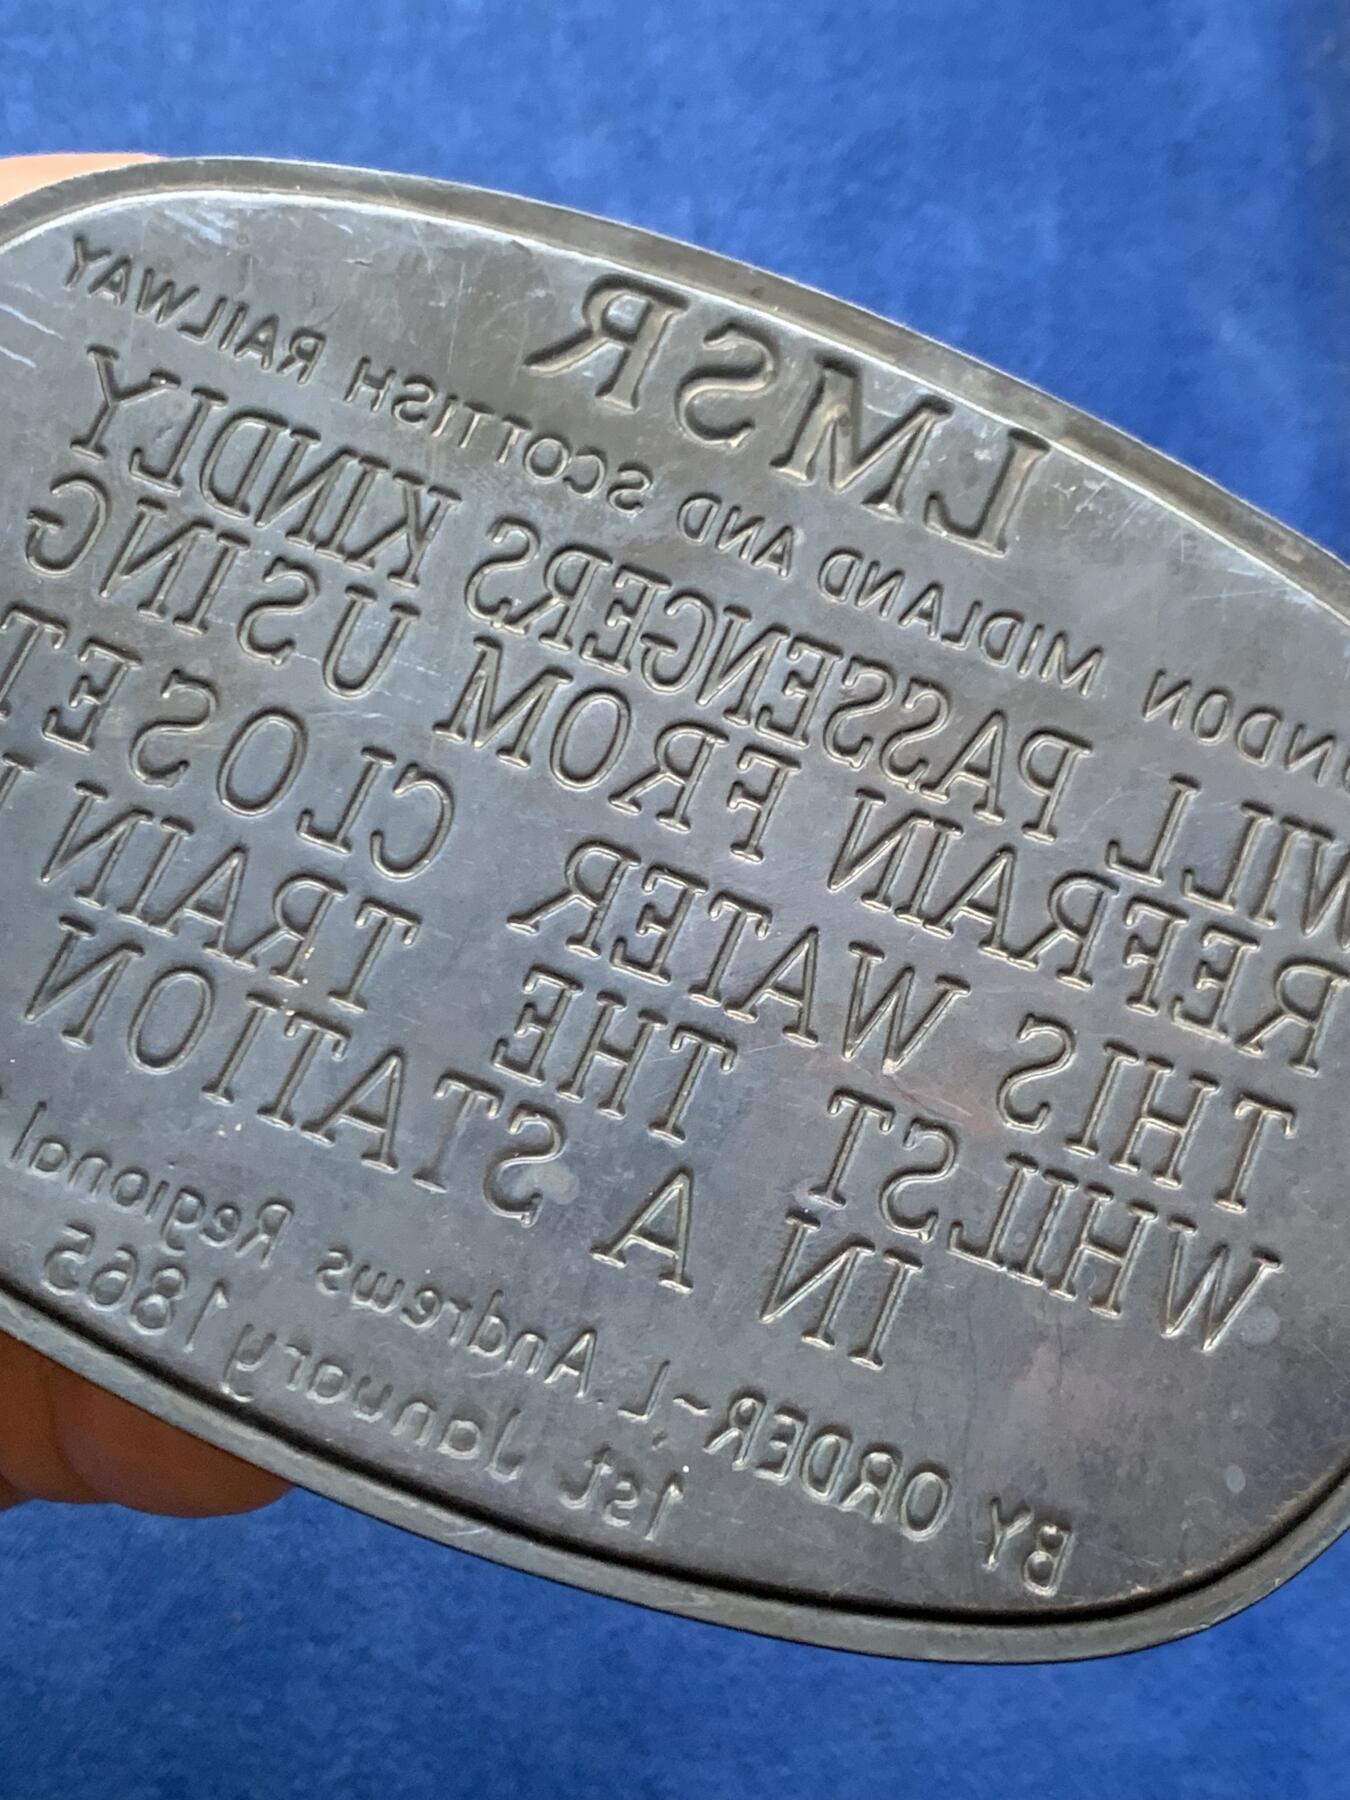 LMSR
NDON MIDLAND AND SCOTTISH RAILWAY
WILL PASSENGERS KINDLY
REFRAIN FROM USING
THIS WATER CLOSET
WHILST THE TRAIN
IN A STATION
BY ORDER ~ L. Andrews Regional
1st January 1865